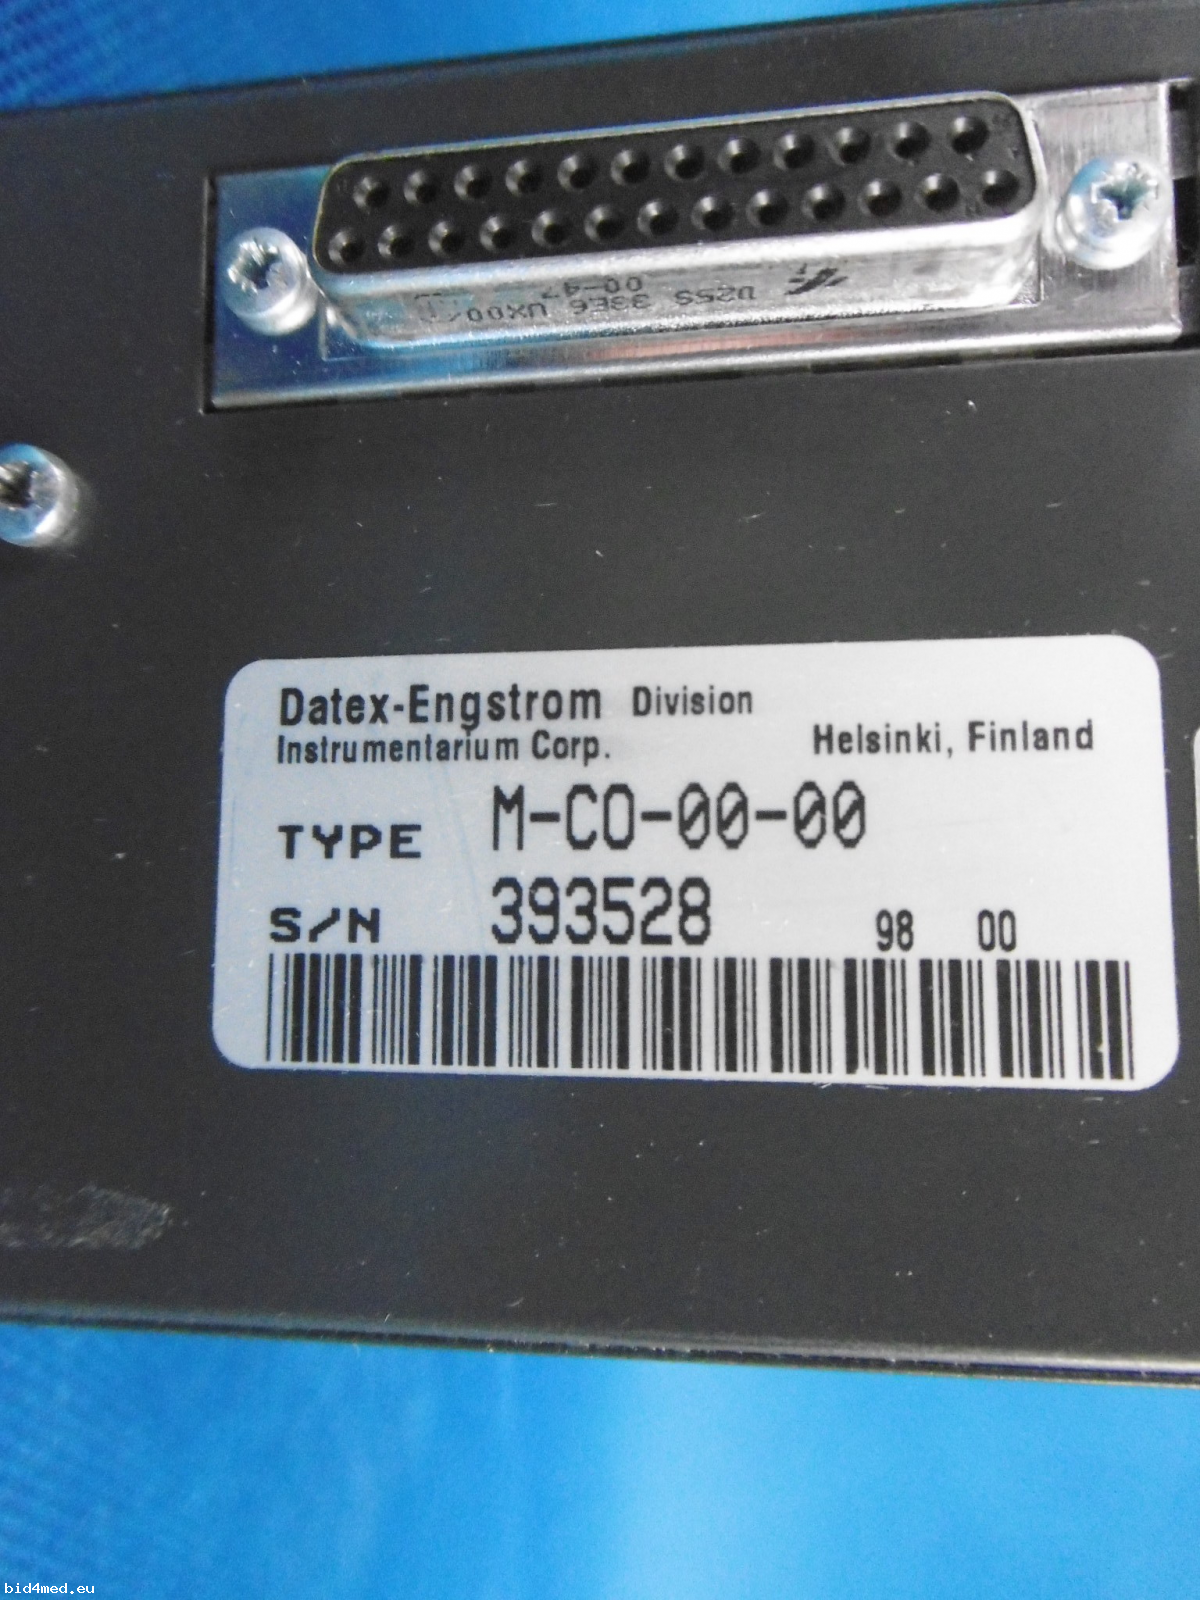 00-47
D25S 33E6 UX00/
Datex-Engstrom Division
Instrumentarium Corp. Helsinki, Finland
TYPE M-CO-00-00
S/N 393528 98 00
bid4med.eu